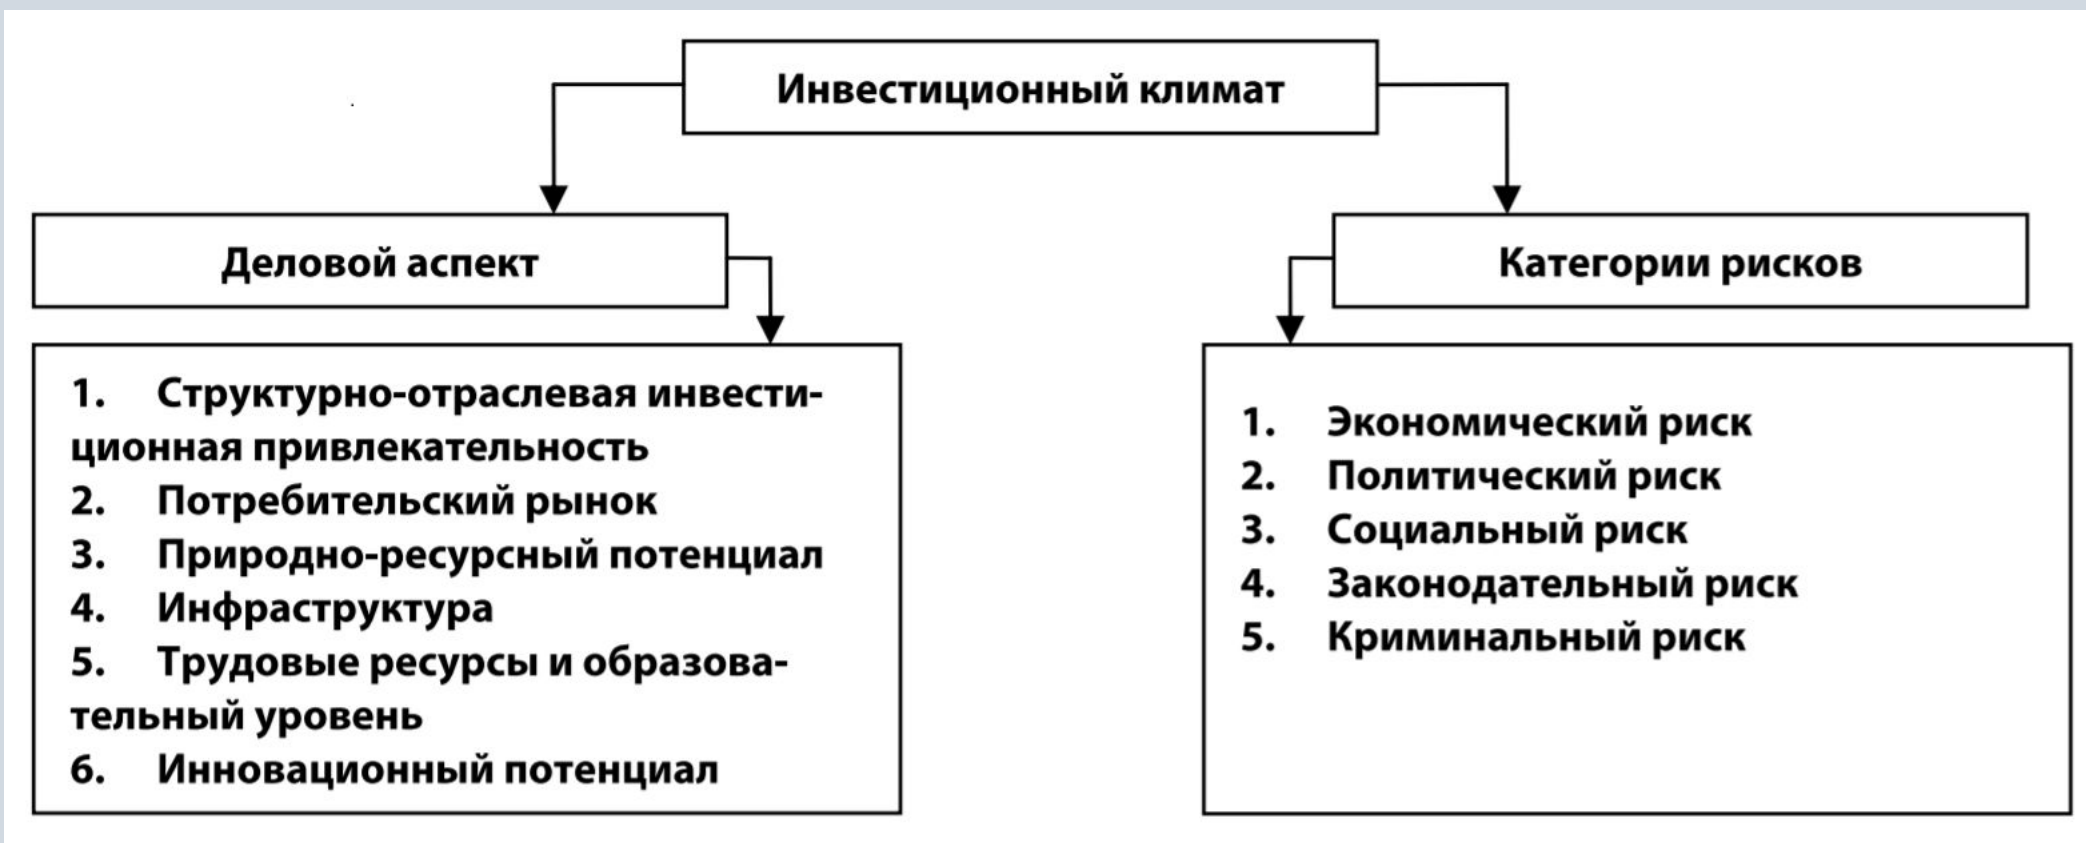 Инвестиционный климат
Деловой аспект
Категории рисков
1. Структурно-отраслевая инвести-
ционная привлекательность
2. Потребительский рынок
3. Природно-ресурсный потенциал
4. Инфраструктура
5. Трудовые ресурсы и образова-
тельный уровень
6. Инновационный потенциал
1. Экономический риск
2. Политический риск
3. Социальный риск
4. Законодательный риск
5. Криминальный риск